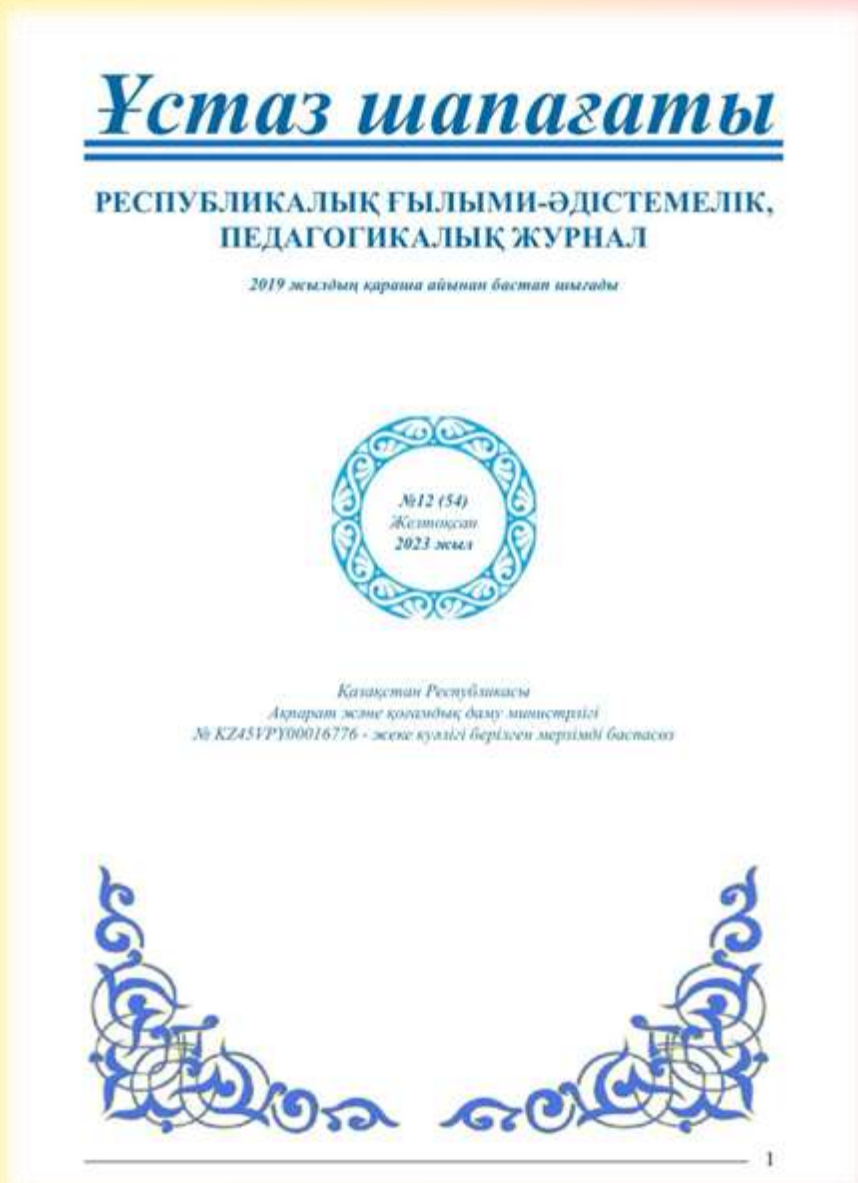 Ұстаз шапағаты
РЕСПУБЛИКАЛЫҚ ҒЫЛЫМИ-ӘДІСТЕМЕЛІК,
ПЕДАГОГИКАЛЫҚ ЖУРНАЛ
2019 жылдың қараша айынан бастап шығады
№12 (54)
Желтоқсан
2023 жыл
Қазақстан Республикасы
Ақпарат және қоғамдық даму министрлігі
№ KZ45VPY00016776 - жеке куәлігі берілген мерзімді баспасөз
1